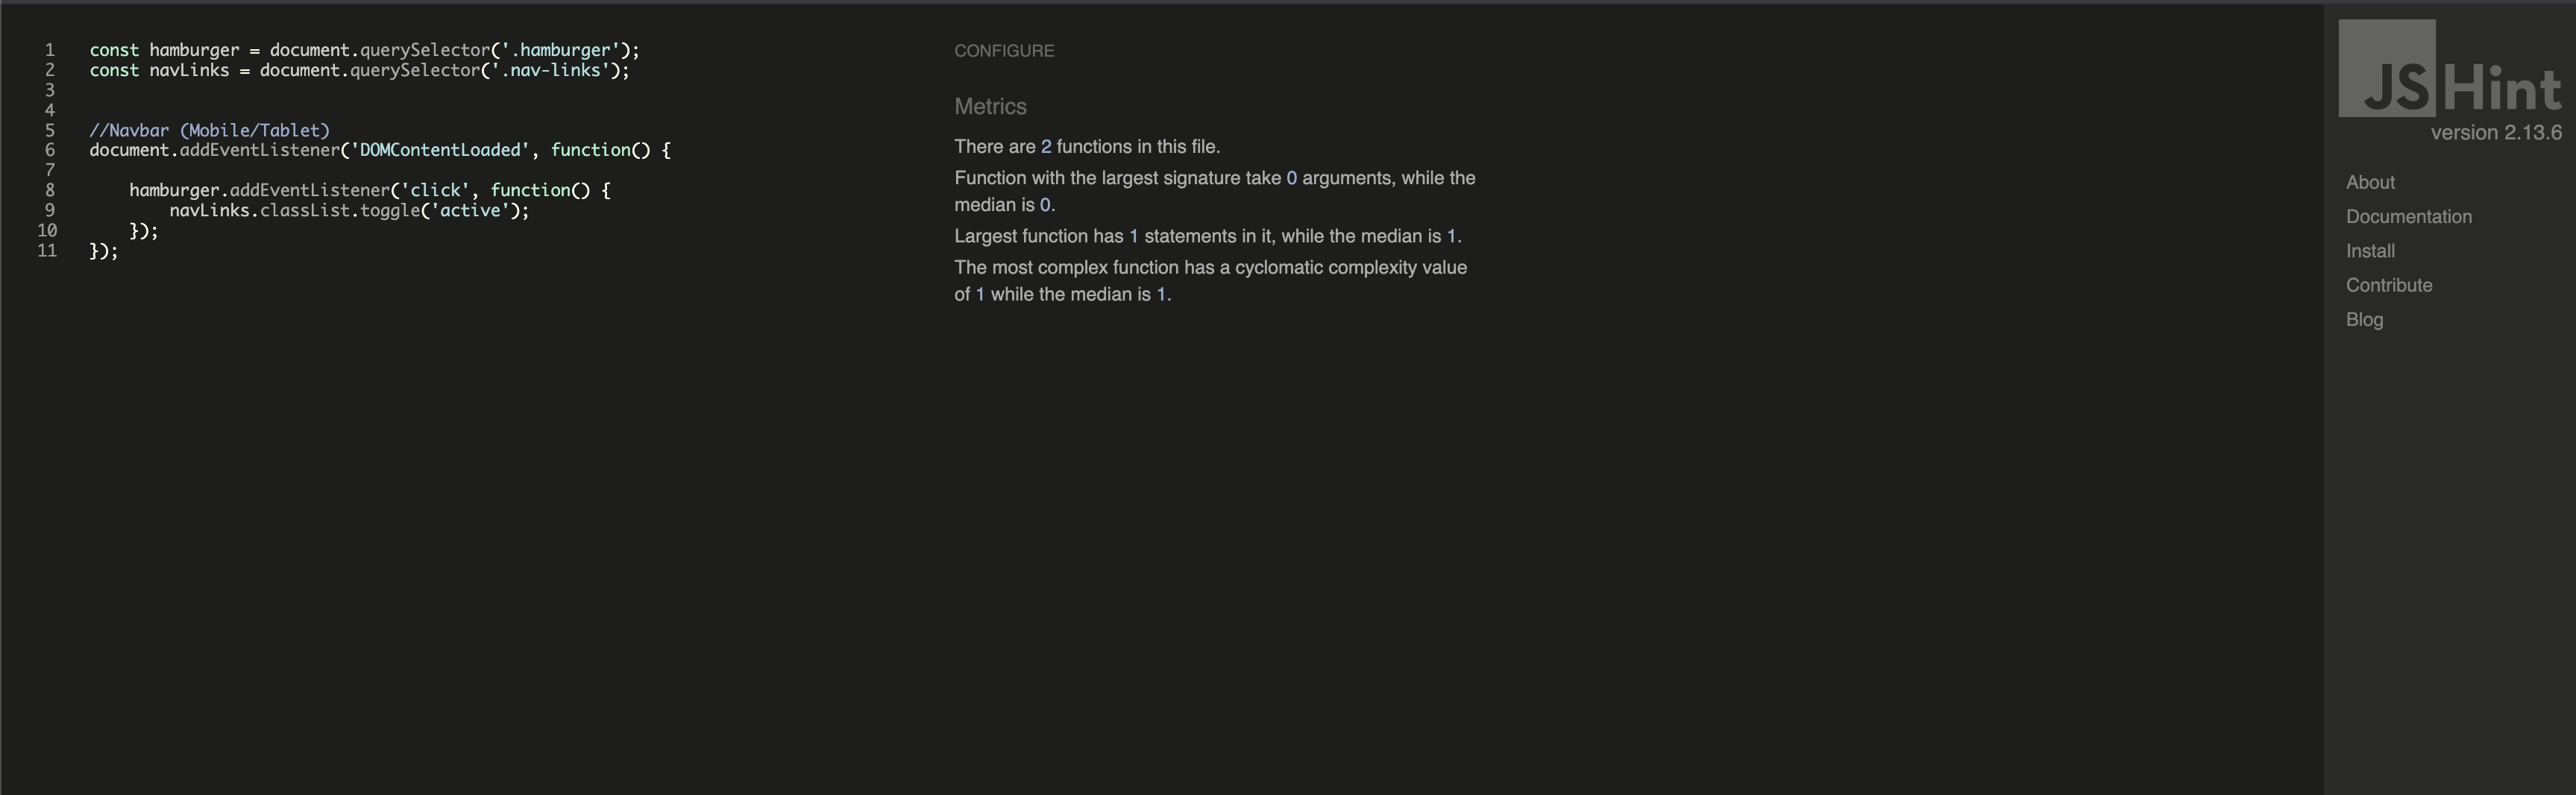 1 const hamburger = document.querySelector('.hamburger');
2 const navLinks = document.querySelector('.nav-links');
3
4
5 //Navbar (Mobile/Tablet)
6 document.addEventListener('DOMContentLoaded', function() {
7
8     hamburger.addEventListener('click', function() {
9         navLinks.classList.toggle('active');
10     });
11 });
CONFIGURE
Metrics
There are 2 functions in this file.
Function with the largest signature take 0 arguments, while the
median is 0.
Largest function has 1 statements in it, while the median is 1.
The most complex function has a cyclomatic complexity value
of 1 while the median is 1.
JSHint
version 2.13.6
About
Documentation
Install
Contribute
Blog